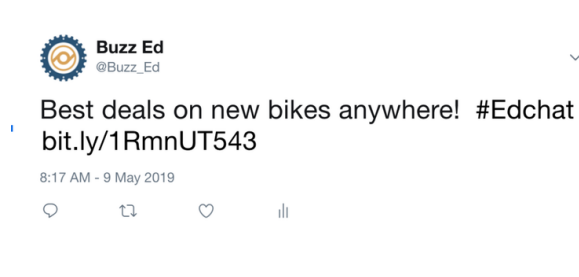 Buzz Ed
@Buzz_Ed
Best deals on new bikes anywhere!  #Edchat
bit.ly/1RmnUT543
8:17 AM - 9 May 2019